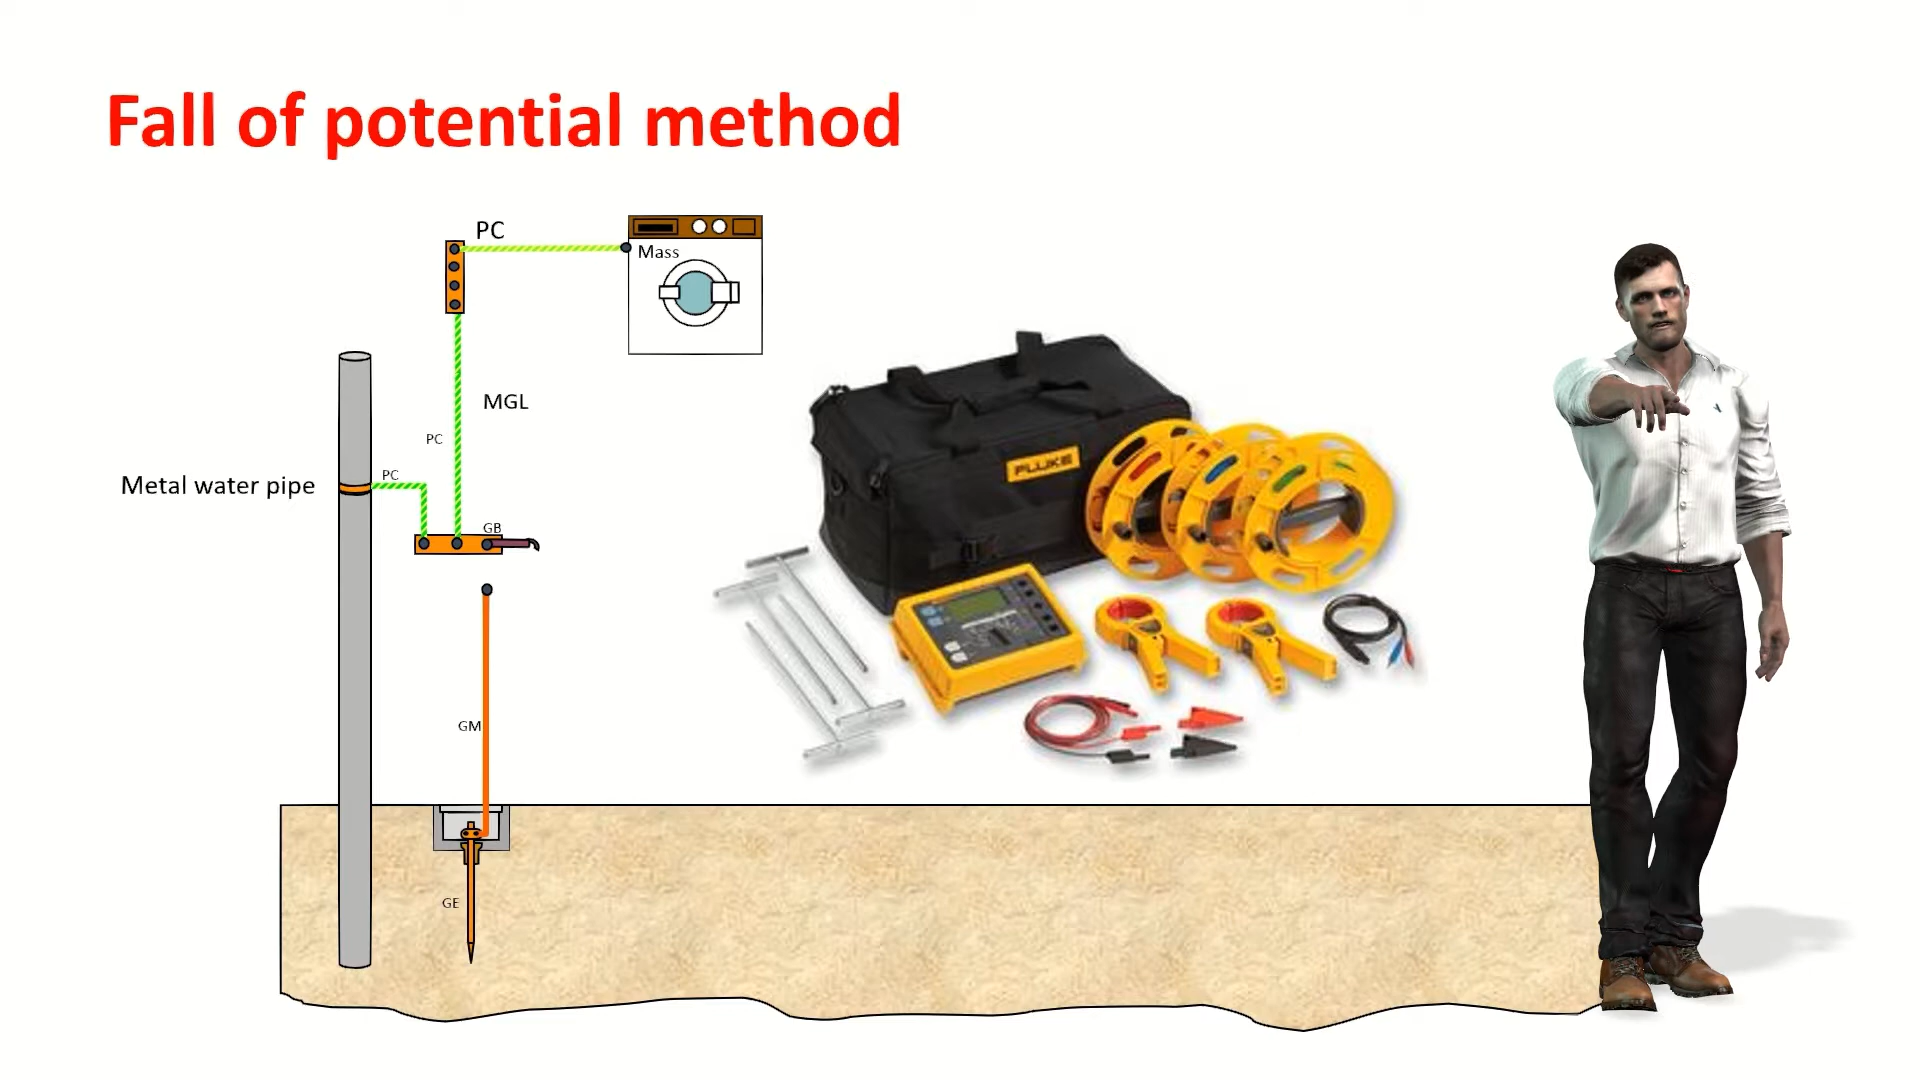 Fall of potential method
PC
Mass
MGL
PC
PC
Metal water pipe
GB
FLUKE
GM
GE